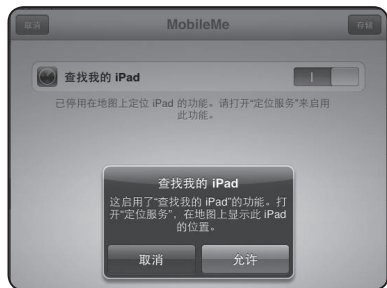 取消 MobileMe 存储
查找我的 iPad
已停用在地图上定位 iPad 的功能。请打开“定位服务”来启用
此功能。
查找我的 iPad
这启用了“查找我的 iPad”的功能。打
开“定位服务”，在地图上显示此 iPad
的位置。
取消 允许